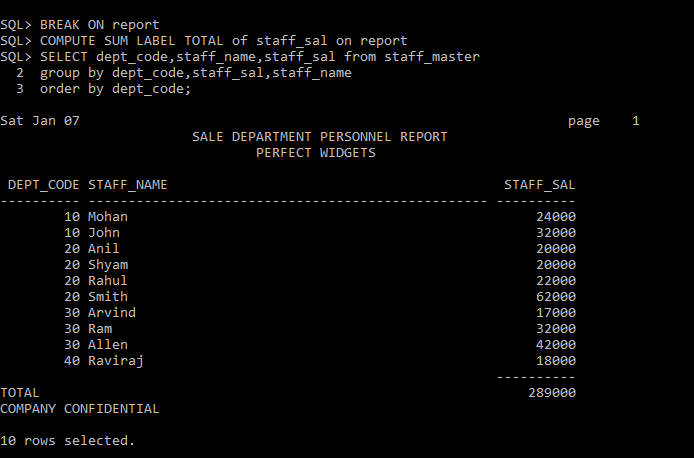 SQL> BREAK ON report
SQL> COMPUTE SUM LABEL TOTAL of staff_sal on report
SQL> SELECT dept_code,staff_name,staff_sal from staff_master
  2  group by dept_code,staff_sal,staff_name
  3  order by dept_code;
Sat Jan 07                                                             page    1
                        SALE DEPARTMENT PERSONNEL REPORT
                                PERFECT WIDGETS
 DEPT_CODE STAFF_NAME                                          STAFF_SAL
---------- -------------------------------------------------- ----------
        10 Mohan                                                   24000
        10 John                                                    32000
        20 Anil                                                    20000
        20 Shyam                                                   20000
        20 Rahul                                                   22000
        20 Smith                                                   62000
        30 Arvind                                                  17000
        30 Ram                                                     32000
        30 Allen                                                   42000
        40 Raviraj                                                 18000
                                                              ----------
TOTAL                                                             289000
COMPANY CONFIDENTIAL
10 rows selected.